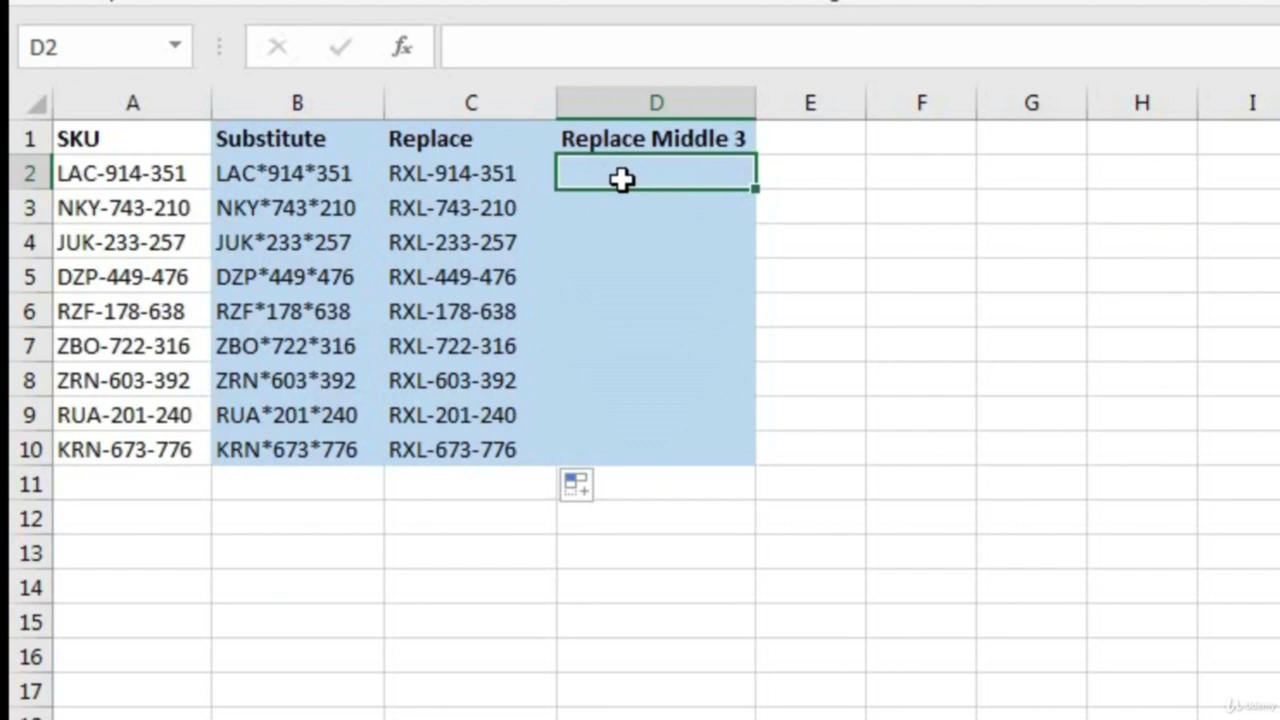 D2 fx
A B C D E F G H I
1 SKU Substitute Replace Replace Middle 3
2 LAC-914-351 LAC*914*351 RXL-914-351
3 NKY-743-210 NKY*743*210 RXL-743-210
4 JUK-233-257 JUK*233*257 RXL-233-257
5 DZP-449-476 DZP*449*476 RXL-449-476
6 RZF-178-638 RZF*178*638 RXL-178-638
7 ZBO-722-316 ZBO*722*316 RXL-722-316
8 ZRN-603-392 ZRN*603*392 RXL-603-392
9 RUA-201-240 RUA*201*240 RXL-201-240
10 KRN-673-776 KRN*673*776 RXL-673-776
11
12
13
14
15
16
17
Udemy